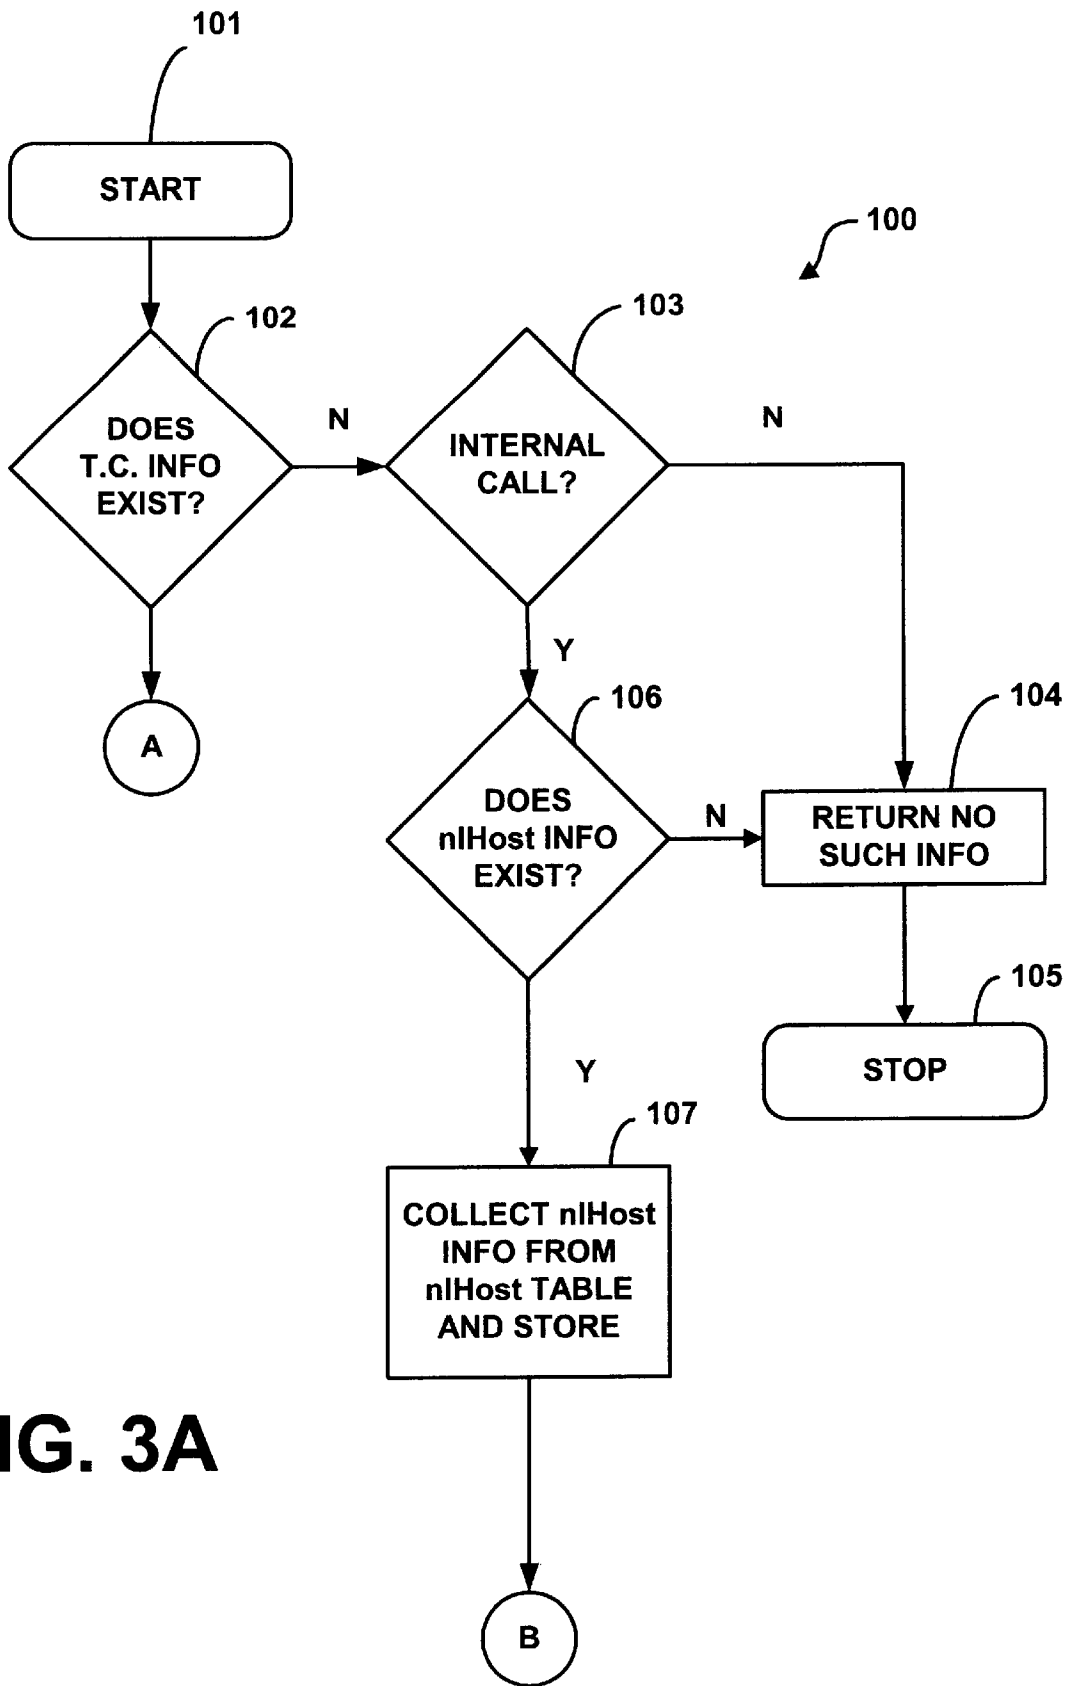 101
START
100
102
103
DOES
T.C. INFO
EXIST?
N
INTERNAL
CALL?
N
A
Y
106
104
DOES
nlHost INFO
EXIST?
N
RETURN NO
SUCH INFO
105
STOP
Y
107
COLLECT nlHost
INFO FROM
nlHost TABLE
AND STORE
IG. 3A
B